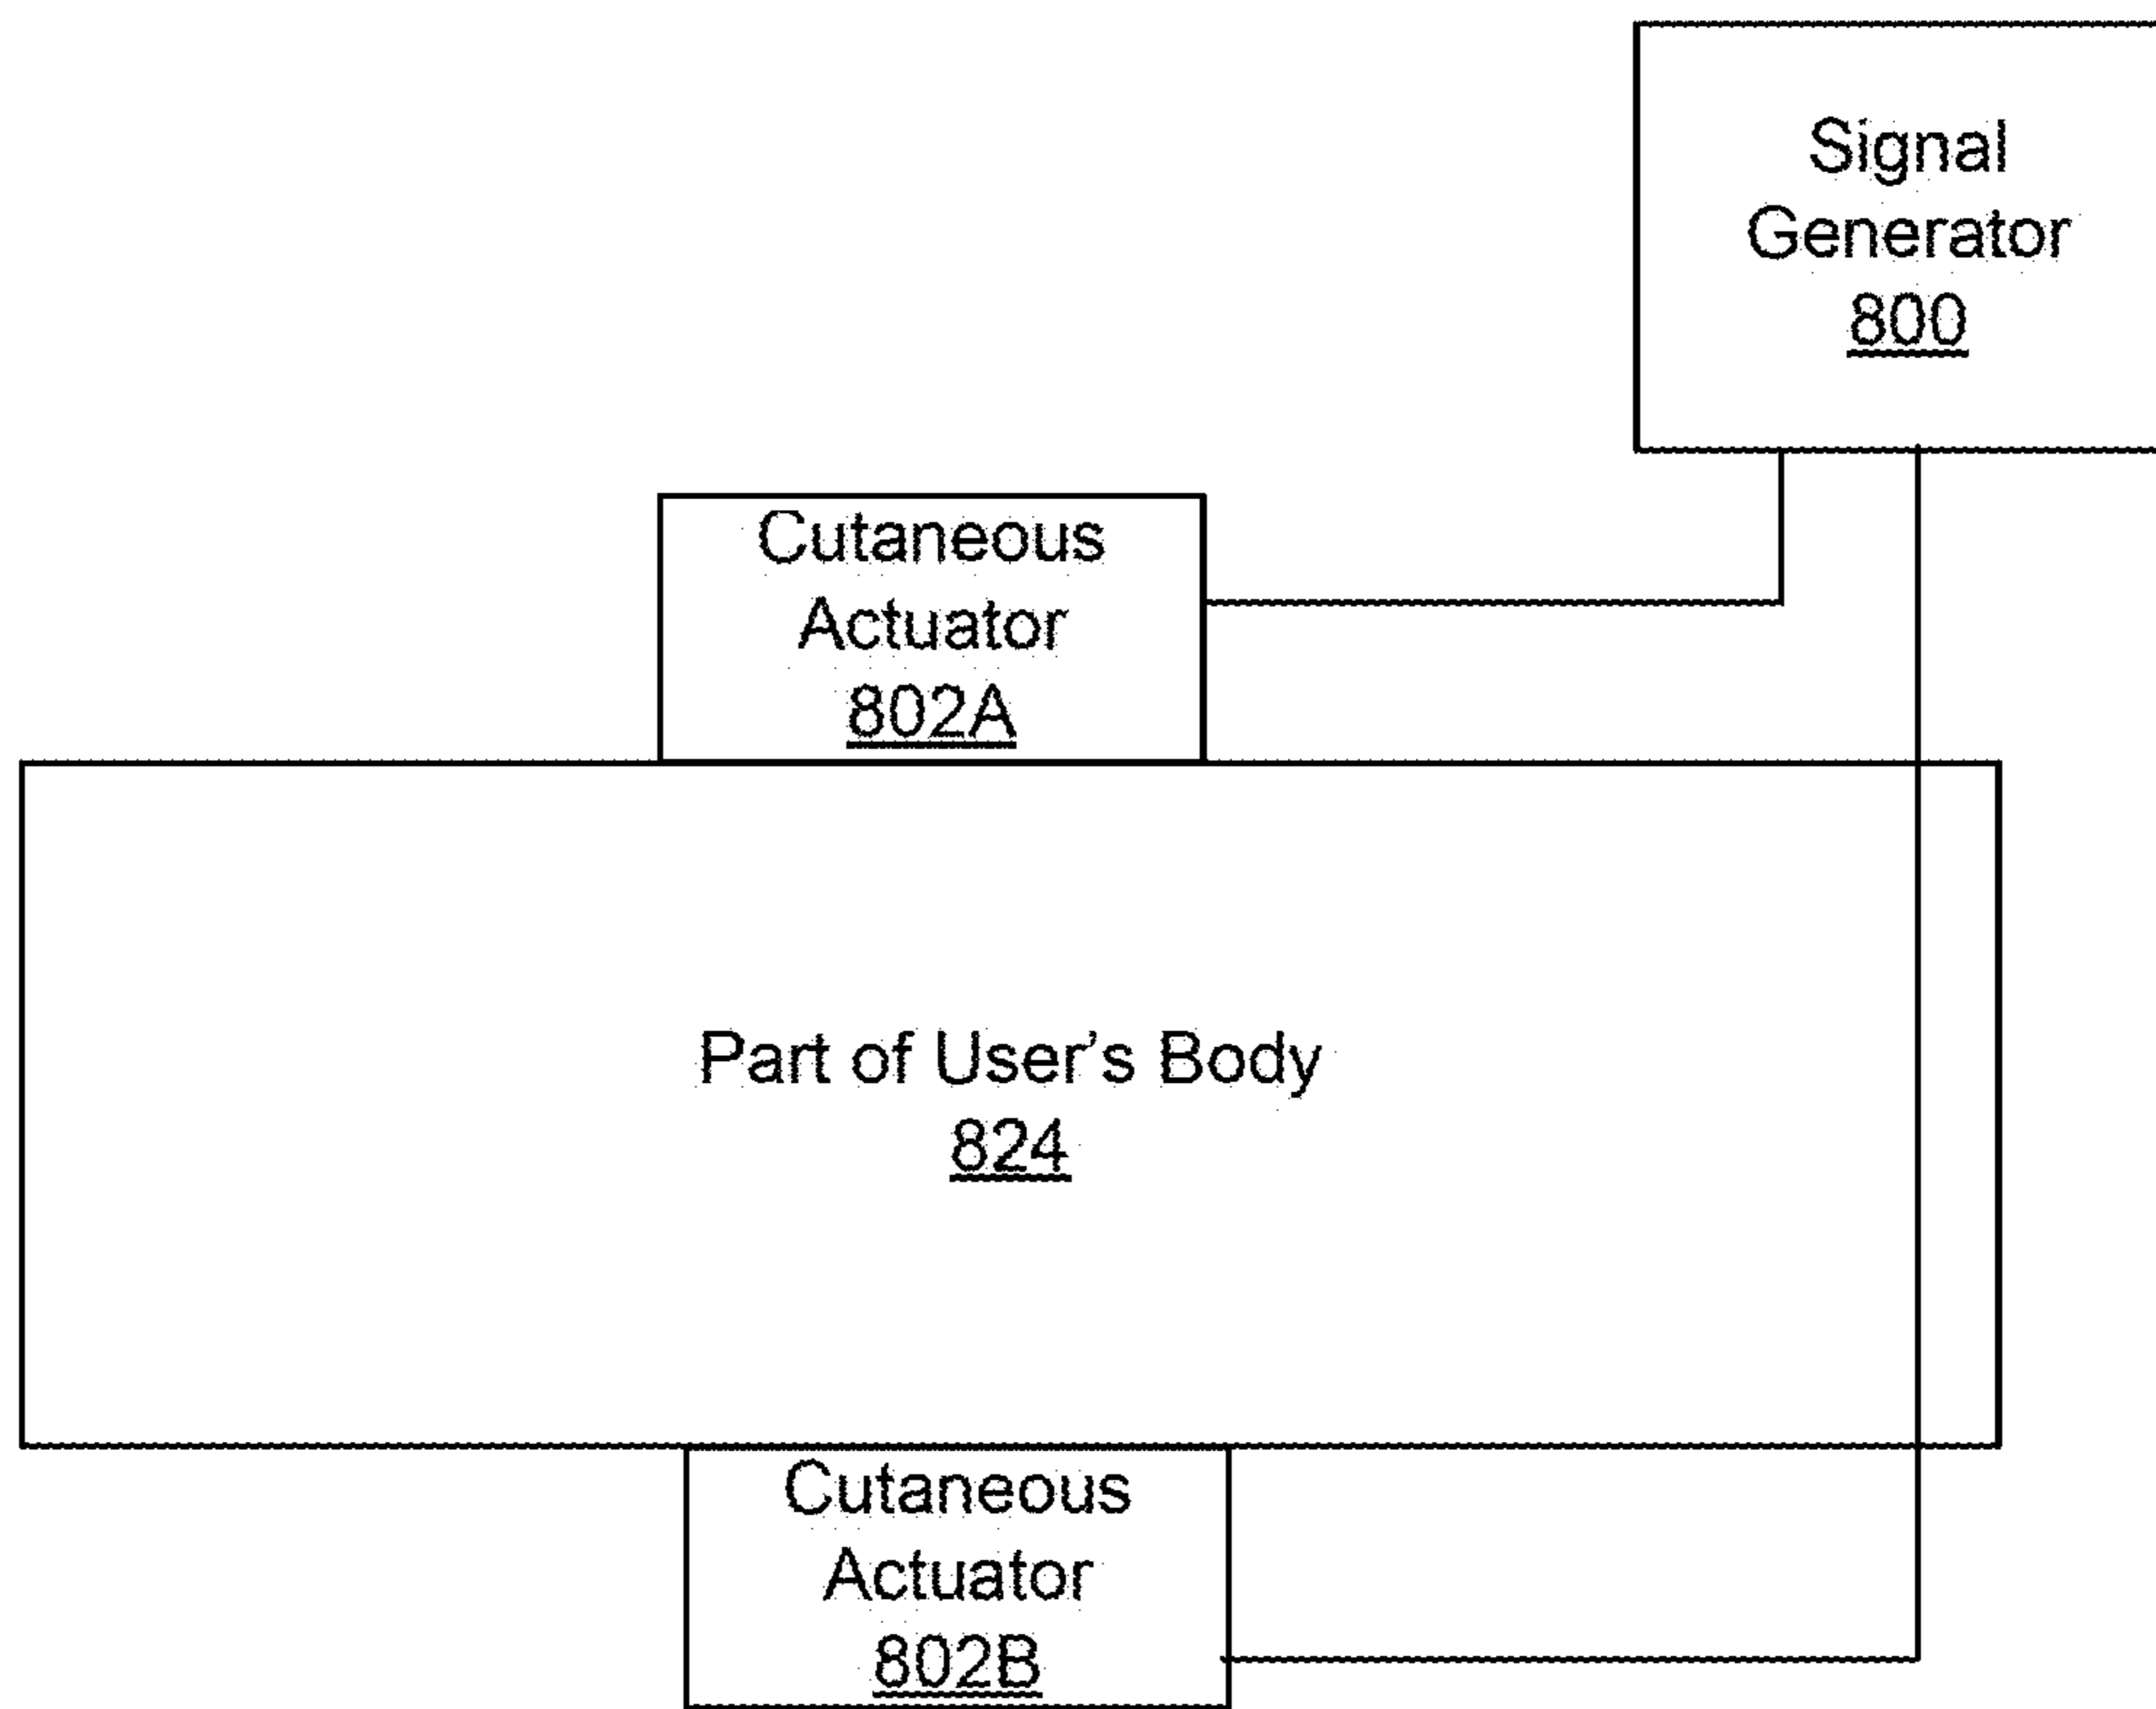 Signal
Generator
800
Cutaneous
Actuator
802A
Part of User's Body
824
Cutaneous
Actuator
802B